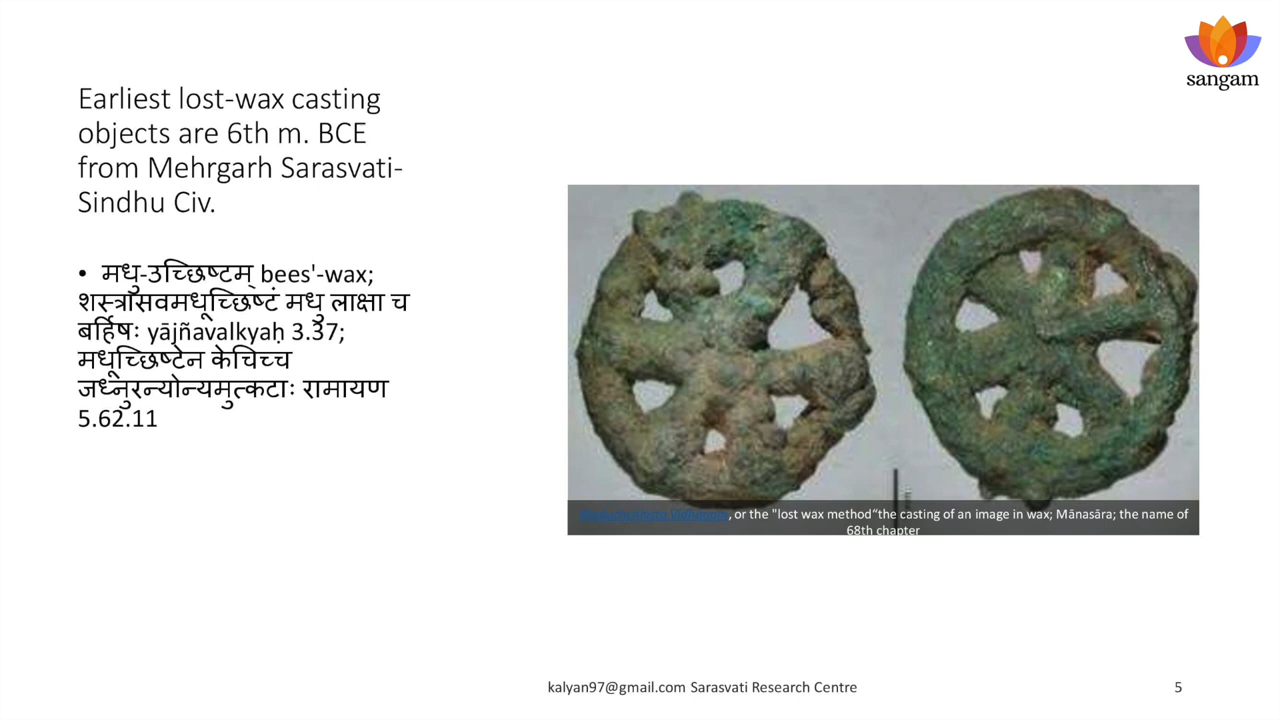 sangam
Earliest lost-wax casting
objects are 6th m. BCE
from Mehrgarh Sarasvati-
Sindhu Civ.
• मधु-उच्छिष्टम् bees'-wax;
शस्त्रासवमधूच्छिष्टं मधु लाक्षा च
बर्हिषः yājñavalkyaḥ 3.37;
मधूच्छिष्टेन केचिच्च
जध्नुरन्योन्यमुत्कटाः रामायण
5.62.11
, or the "lost wax method“the casting of an image in wax; Mānasāra; the name of
68th chapter
kalyan97@gmail.com Sarasvati Research Centre
5